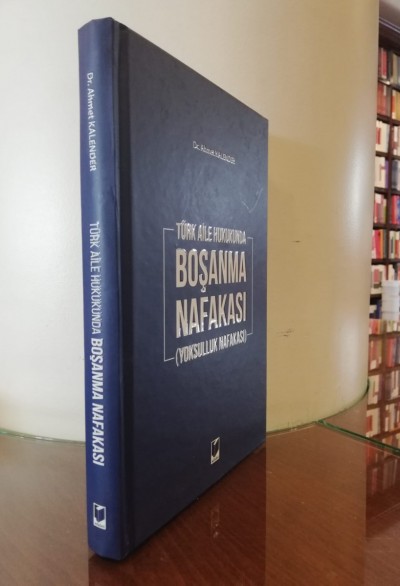 Dr. Ahmet KALENDER
TÜRK AİLE HUKUKUNDA BOŞANMA NAFAKASI
Dr. Ahmet KALENDER
TÜRK AİLE HUKUKUNDA
BOŞANMA
NAFAKASI
(YOKSULLUK NAFAKASI)